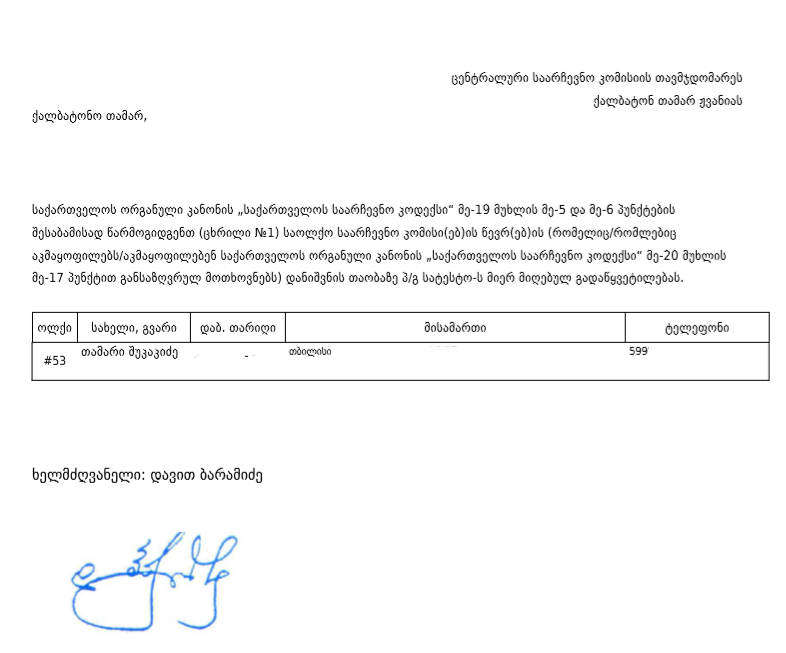 ცენტრალური საარჩევნო კომისიის თავმჯდომარეს
ქალბატონ თამარ ჟვანიას
ქალბატონო თამარ,
საქართველოს ორგანული კანონის „საქართველოს საარჩევნო კოდექსი“ მე-19 მუხლის მე-5 და მე-6 პუნქტების
შესაბამისად წარმოგიდგენთ (ცხრილი №1) საოლქო საარჩევნო კომისი(ებ)ის წევრ(ებ)ის (რომელიც/რომლებიც
აკმაყოფილებს/აკმაყოფილებენ საქართველოს ორგანული კანონის „საქართველოს საარჩევნო კოდექსი“ მე-20 მუხლის
მე-17 პუნქტით განსაზღვრულ მოთხოვნებს) დანიშვნის თაობაზე პ/გ სატესტო-ს მიერ მიღებულ გადაწყვეტილებას.
ოლქი სახელი, გვარი დაბ. თარიღი მისამართი ტელეფონი
#53 თამარი შუკაკიძე თბილისი 599
ხელმძღვანელი: დავით ბარამიძე